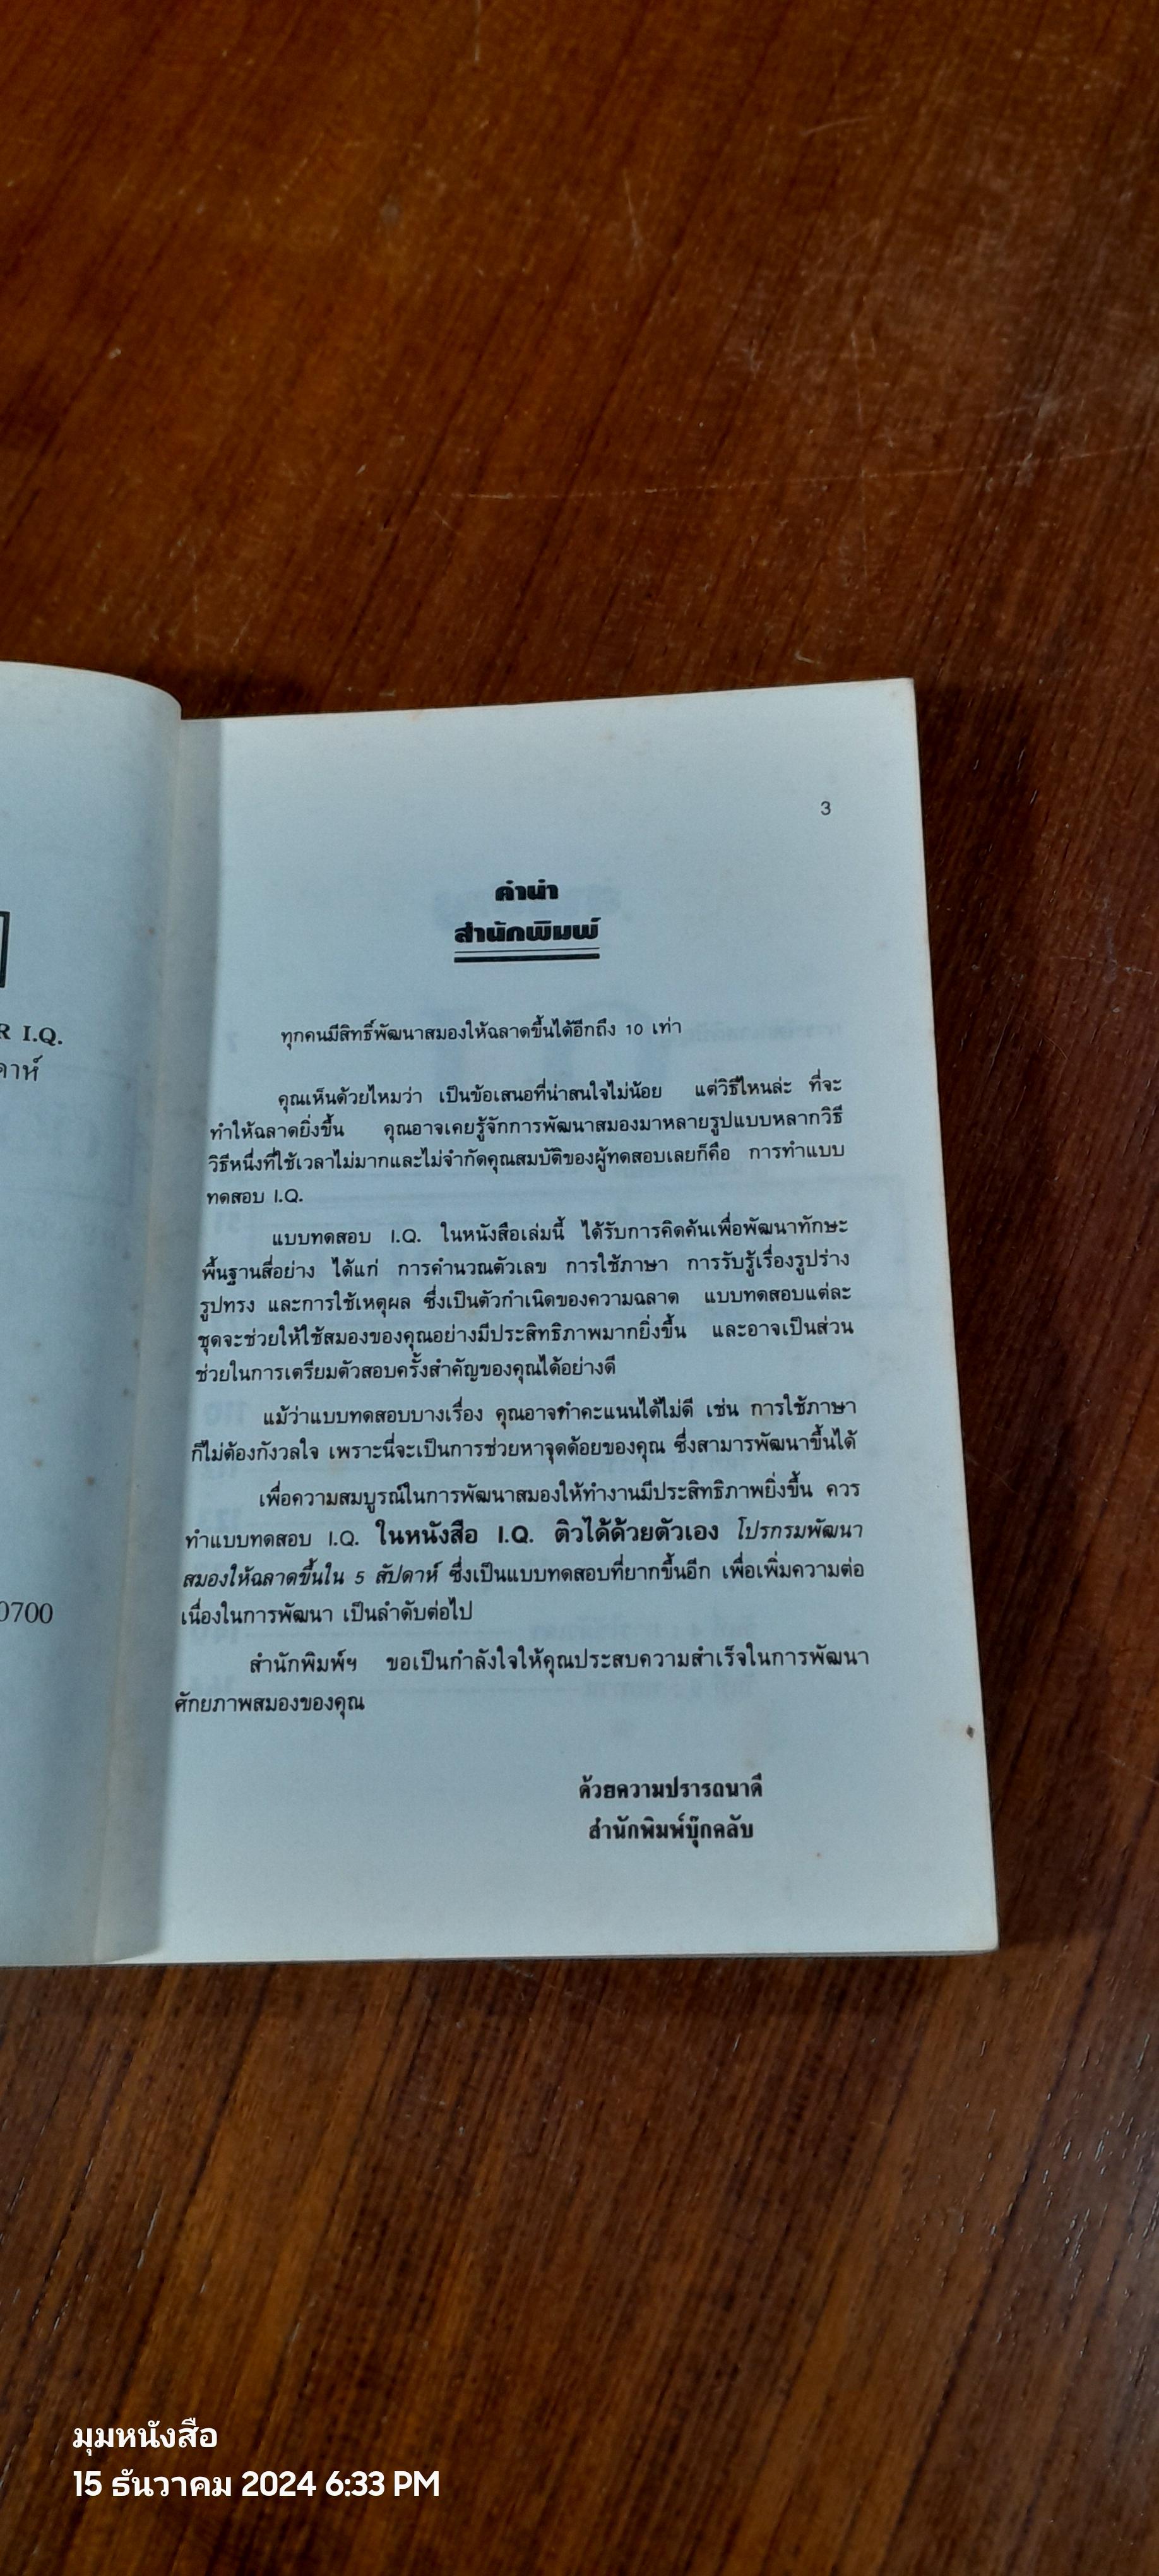 R I.Q.
0700
3
คำนำ
สำนักพิมพ์
ทุกคนมีสิทธิ์พัฒนาสมองให้ฉลาดขึ้นได้อีกถึง 10 เท่า
คุณเห็นด้วยไหมว่า เป็นข้อเสนอที่น่าสนใจไม่น้อย แต่วิธีไหนล่ะ ที่จะ
ทำให้ฉลาดยิ่งขึ้น คุณอาจเคยรู้จักการพัฒนาสมองมาหลายรูปแบบหลากวิธี
วิธีหนึ่งที่ใช้เวลาไม่มากและไม่จำกัดคุณสมบัติของผู้ทดสอบเลยก็คือ การทำแบบ
ทดสอบ I.Q.
แบบทดสอบ I.Q. ในหนังสือเล่มนี้ ได้รับการคิดค้นเพื่อพัฒนาทักษะ
พื้นฐานสี่อย่าง ได้แก่ การคำนวณตัวเลข การใช้ภาษา การรับรู้เรื่องรูปร่าง
รูปทรง และการใช้เหตุผล ซึ่งเป็นตัวกำเนิดของความฉลาด แบบทดสอบแต่ละ
ชุดจะช่วยให้ใช้สมองของคุณอย่างมีประสิทธิภาพมากยิ่งขึ้น และอาจเป็นส่วน
ช่วยในการเตรียมตัวสอบครั้งสำคัญของคุณได้อย่างดี
แม้ว่าแบบทดสอบบางเรื่อง คุณอาจทำคะแนนได้ไม่ดี เช่น การใช้ภาษา
ก็ไม่ต้องกังวลใจ เพราะนี่จะเป็นการช่วยหาจุดด้อยของคุณ ซึ่งสามารพัฒนาขึ้นได้
เพื่อความสมบูรณ์ในการพัฒนาสมองให้ทำงานมีประสิทธิภาพยิ่งขึ้น ควร
ทำแบบทดสอบ I.Q. ในหนังสือ I.Q. ติวได้ด้วยตัวเอง โปรกรมพัฒนา
สมองให้ฉลาดขึ้นใน 5 สัปดาห์ ซึ่งเป็นแบบทดสอบที่ยากขึ้นอีก เพื่อเพิ่มความต่อ
เนื่องในการพัฒนา เป็นลำดับต่อไป
สำนักพิมพ์ฯ ขอเป็นกำลังใจให้คุณประสบความสำเร็จในการพัฒนา
ศักยภาพสมองของคุณ
ด้วยความปรารถนาดี
สำนักพิมพ์บุ๊กคลับ
มุมหนังสือ
15 ธันวาคม 2024 6:33 PM